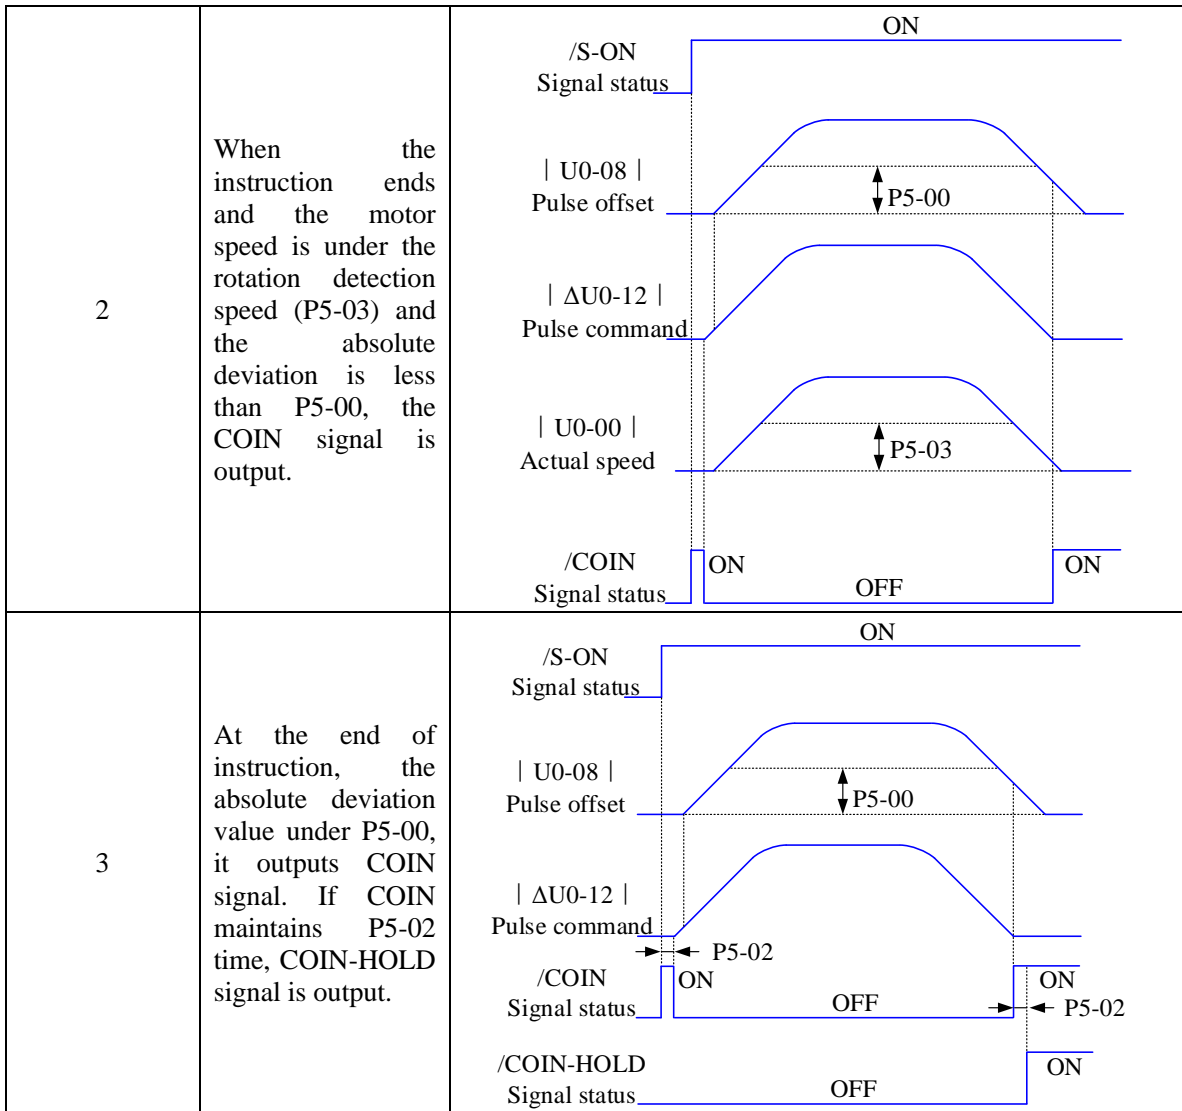 2
When the
instruction ends
and the motor
speed is under the
rotation detection
speed (P5-03) and
the absolute
deviation is less
than P5-00, the
COIN signal is
output.
ON
/S-ON
Signal status
| U0-08 |
Pulse offset
P5-00
| ΔU0-12 |
Pulse command
| U0-00 |
Actual speed
P5-03
/COIN
Signal status
ON
OFF
ON
3
At the end of
instruction, the
absolute deviation
value under P5-00,
it outputs COIN
signal. If COIN
maintains P5-02
time, COIN-HOLD
signal is output.
ON
/S-ON
Signal status
| U0-08 |
Pulse offset
P5-00
| ΔU0-12 |
Pulse command
P5-02
/COIN
Signal status
ON
OFF
ON
P5-02
/COIN-HOLD
Signal status
OFF
ON